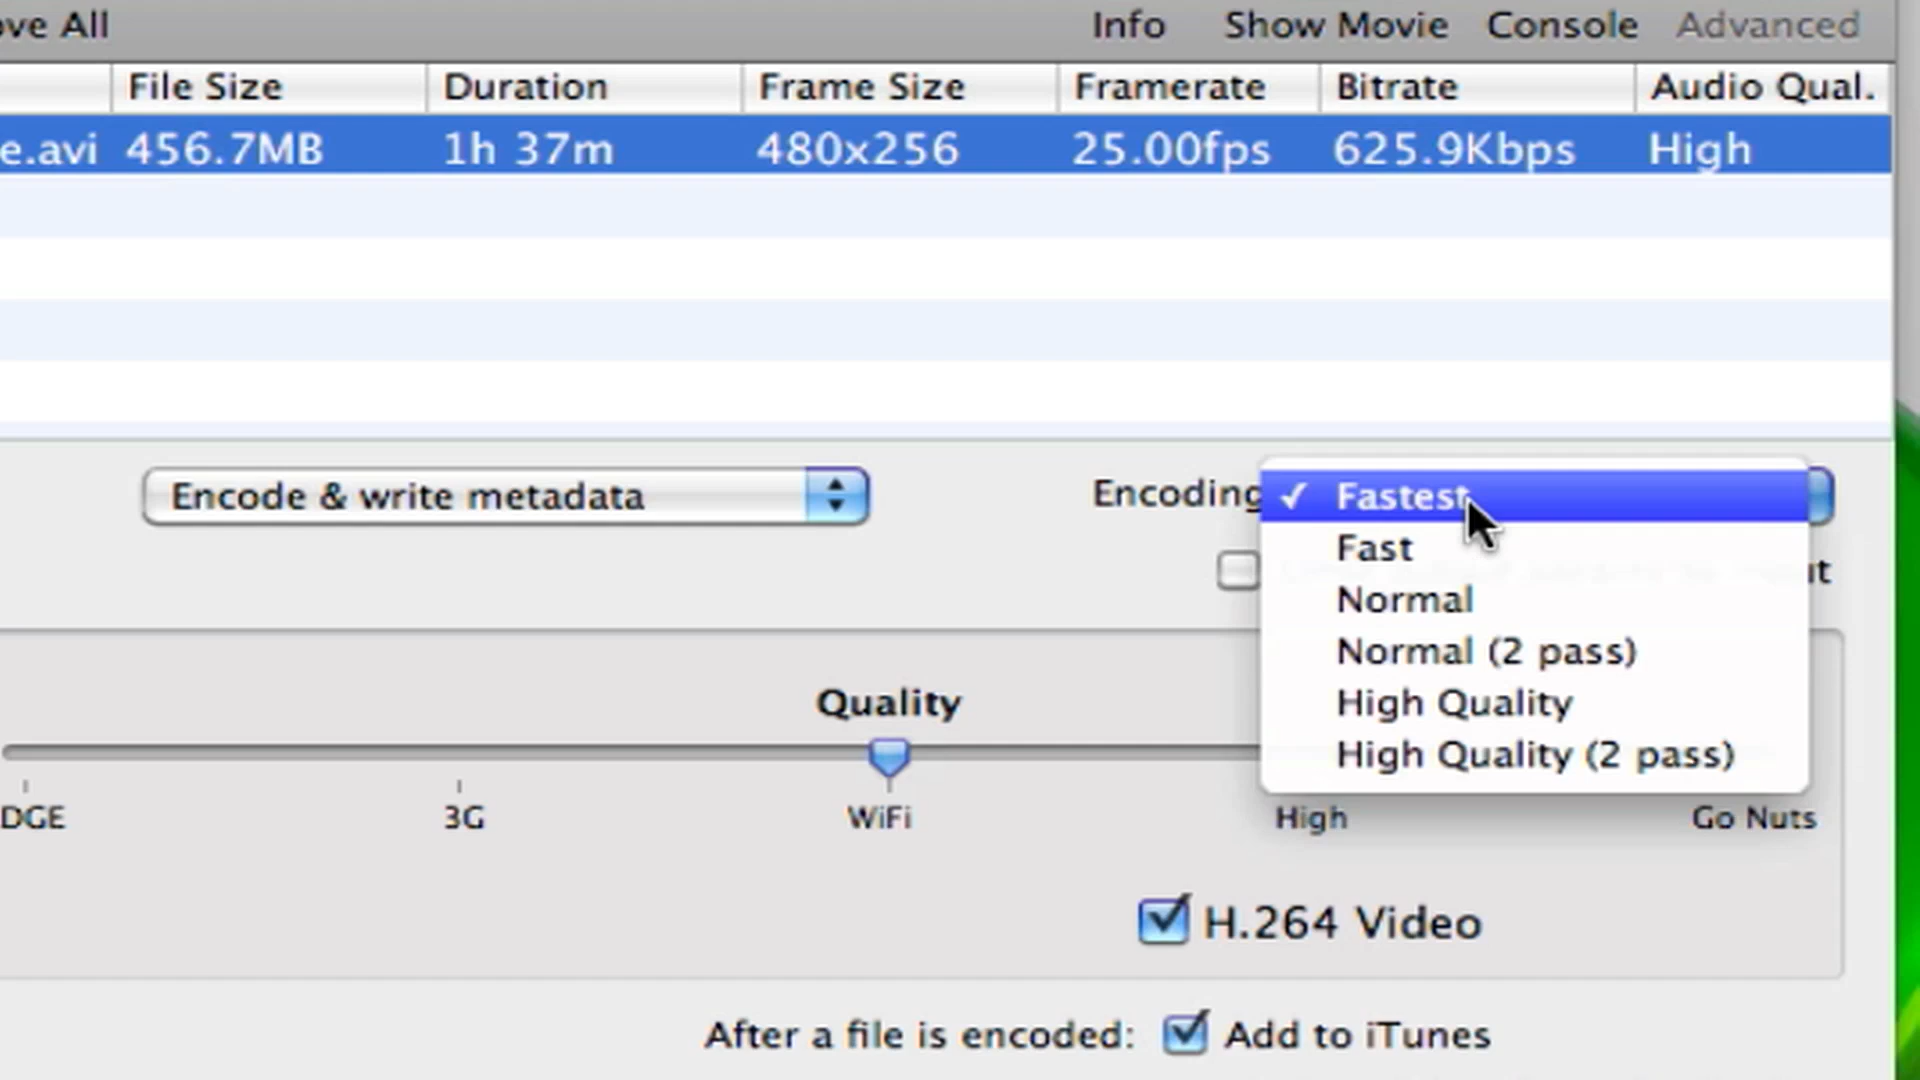 ove All Info Show Movie Console Advanced
File Size Duration Frame Size Framerate Bitrate Audio Qual.
e.avi 456.7MB 1h 37m 480x256 25.00fps 625.9Kbps High
Encode & write metadata Encoding ✓ Fastest
Fast
Normal
Normal (2 pass)
High Quality
High Quality (2 pass)
Quality
DGE 3G WiFi High Go Nuts
H.264 Video
After a file is encoded: Add to iTunes